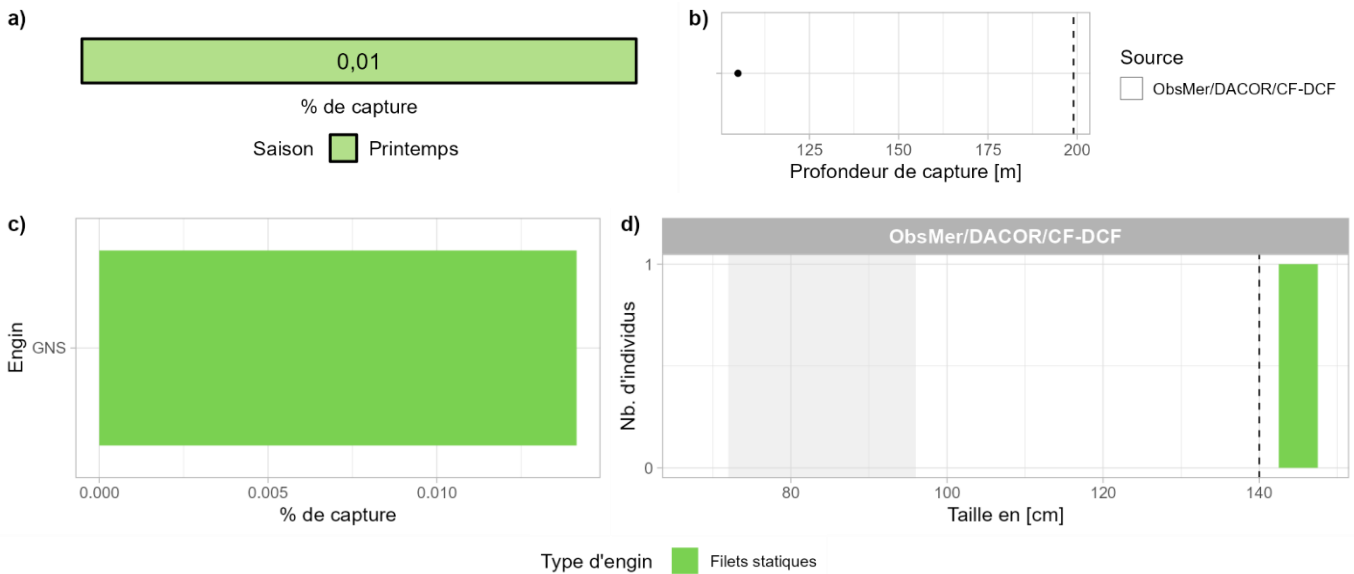 a)
0,01
% de capture
Saison Printemps
b)
125 150 175 200
Profondeur de capture [m]
Source
ObsMer/DACOR/CF-DCF
c)
Engin
GNS
0.000 0.005 0.010
% de capture
d)
ObsMer/DACOR/CF-DCF
Nb. d'individus
1
0
80 100 120 140
Taille en [cm]
Type d'engin Filets statiques